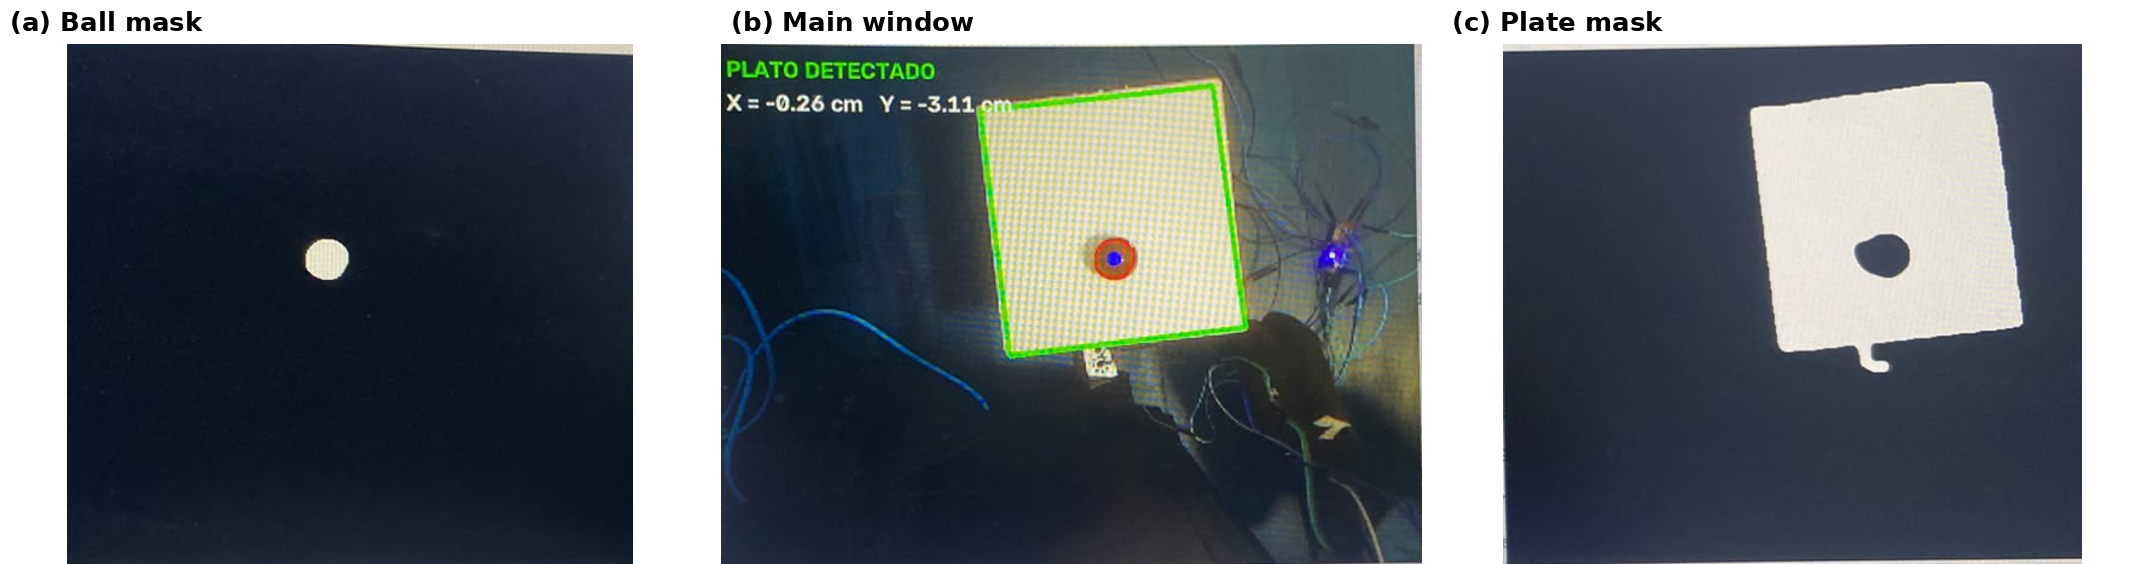 (a) Ball mask
(b) Main window
(c) Plate mask
PLATO DETECTADO
X = -0.26 cm Y = -3.11 cm